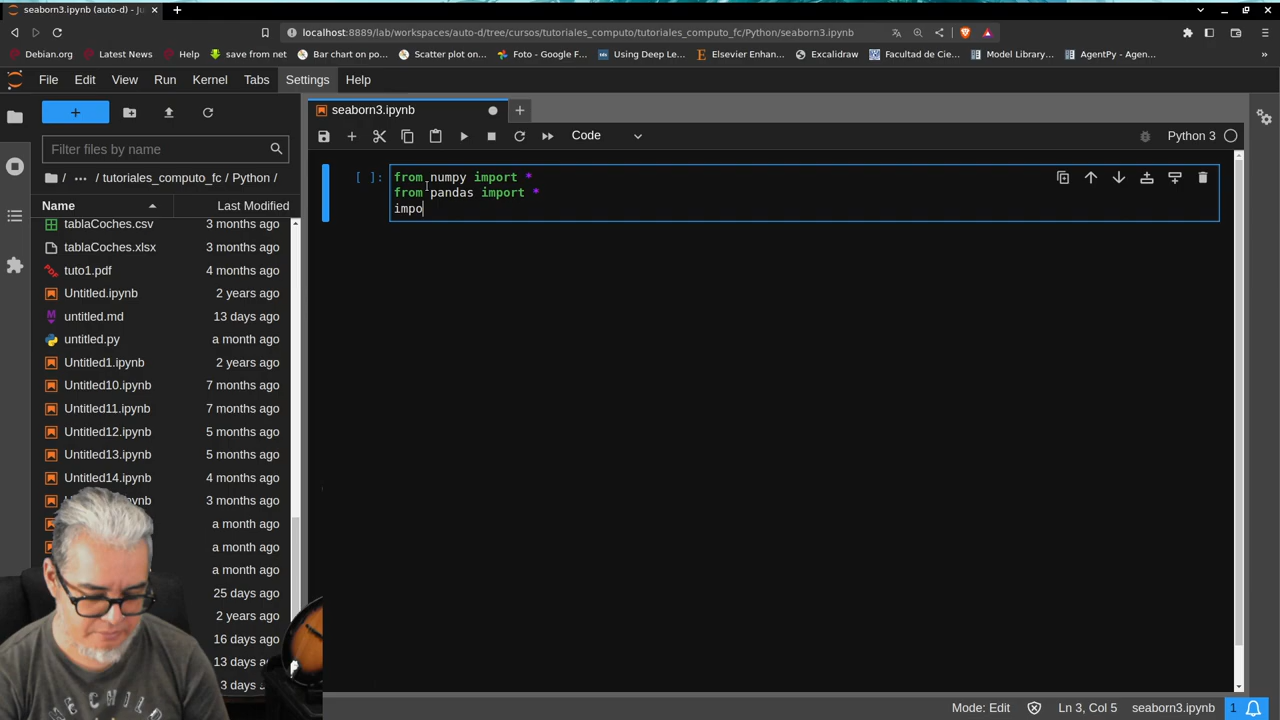 seaborn3.ipynb (auto-d) - Ju
localhost:8889/lab/workspaces/auto-d/tree/cursos/tutoriales_computo/tutoriales_computo_fc/Python/seaborn3.ipynb
Debian.org Latest News Help save from net Bar chart on po... Scatter plot on... Foto - Google F... Using Deep Le... Elsevier Enhan... Excalidraw Facultad de Cie... Model Library... AgentPy - Agen... »
File Edit View Run Kernel Tabs Settings Help
seaborn3.ipynb
Code
Python 3
Filter files by name
/ ··· / tutoriales_computo_fc / Python /
Name Last Modified
tablaCoches.csv 3 months ago
tablaCoches.xlsx 3 months ago
tuto1.pdf 4 months ago
Untitled.ipynb 2 years ago
untitled.md 13 days ago
untitled.py a month ago
Untitled1.ipynb 2 years ago
Untitled10.ipynb 7 months ago
Untitled11.ipynb 7 months ago
Untitled12.ipynb 5 months ago
Untitled13.ipynb 5 months ago
Untitled14.ipynb 4 months ago
3 months ago
a month ago
a month ago
a month ago
25 days ago
2 years ago
16 days ago
13 days ago
3 days
[ ]:
from numpy import *
from pandas import *
impo
Mode: Edit Ln 3, Col 5 seaborn3.ipynb 1